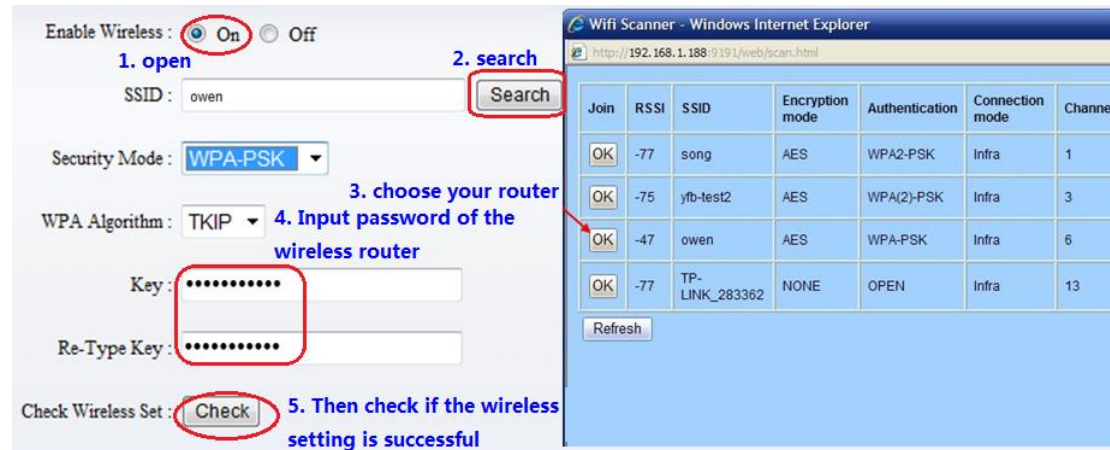 Enable Wireless : On Off
1. open
2. search
SSID : owen Search
Security Mode : WPA-PSK
3. choose your router
WPA Algorithm : TKIP
4. Input password of the
wireless router
Key : •••••••••••
Re-Type Key : •••••••••••
Check Wireless Set : Check
5. Then check if the wireless
setting is successful
Wifi Scanner - Windows Internet Explorer
http://192.168.1.188:9191/web/scan.html
Join RSSI SSID Encryption mode Authentication Connection mode Channe
OK -77 song AES WPA2-PSK Infra 1
OK -75 yfb-test2 AES WPA(2)-PSK Infra 3
OK -47 owen AES WPA-PSK Infra 6
OK -77 TP-LINK_283362 NONE OPEN Infra 13
Refresh